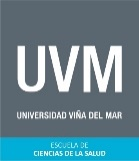 UVM
UNIVERSIDAD VIÑA DEL MAR
ESCUELA DE
CIENCIAS DE LA SALUD